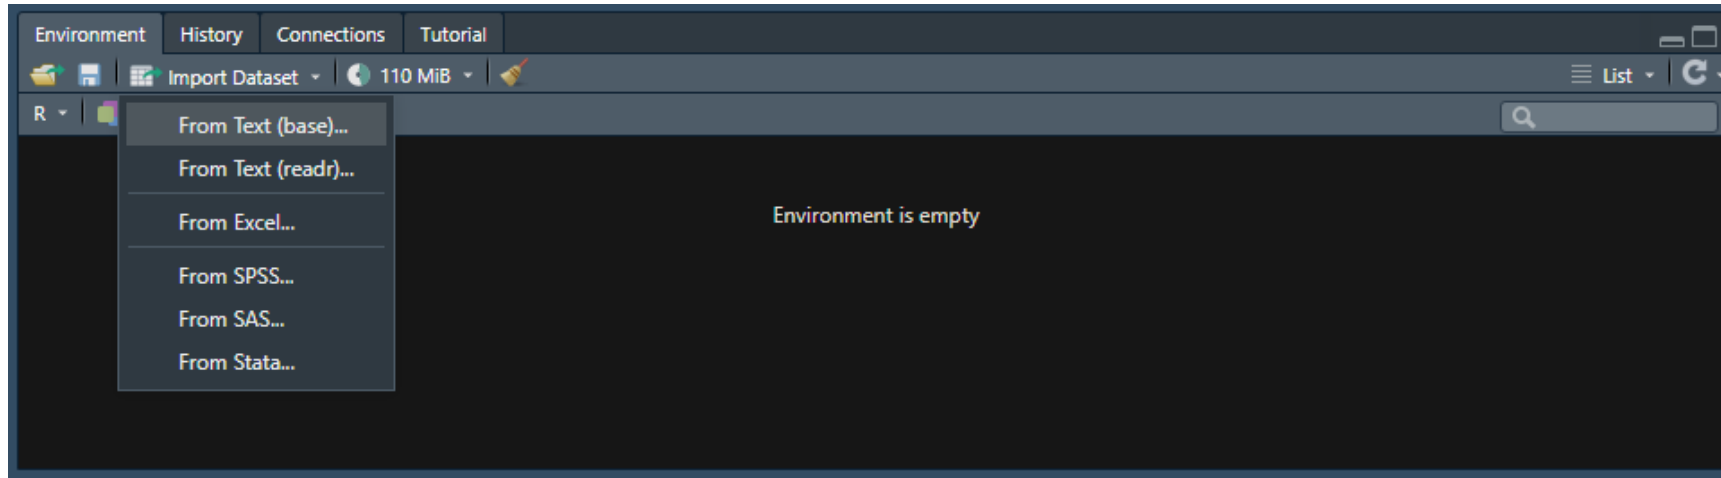 Environment History Connections Tutorial
Import Dataset 110 MiB List
R
From Text (base)...
From Text (readr)...
From Excel...
Environment is empty
From SPSS...
From SAS...
From Stata...